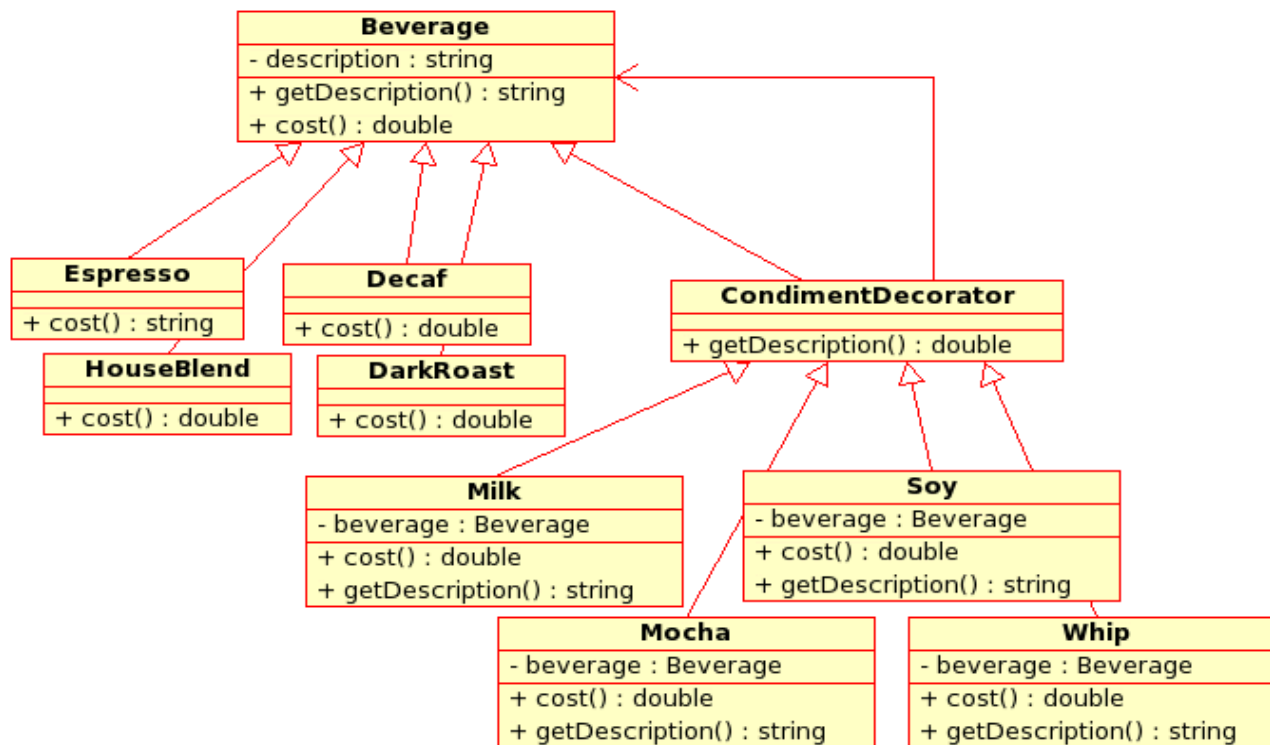 Beverage
- description : string
+ getDescription() : string
+ cost() : double
Espresso
+ cost() : string
HouseBlend
+ cost() : double
Decaf
+ cost() : double
DarkRoast
+ cost() : double
CondimentDecorator
+ getDescription() : double
Milk
- beverage : Beverage
+ cost() : double
+ getDescription() : string
Soy
- beverage : Beverage
+ cost() : double
+ getDescription() : string
Mocha
- beverage : Beverage
+ cost() : double
+ getDescription() : string
Whip
- beverage : Beverage
+ cost() : double
+ getDescription() : string